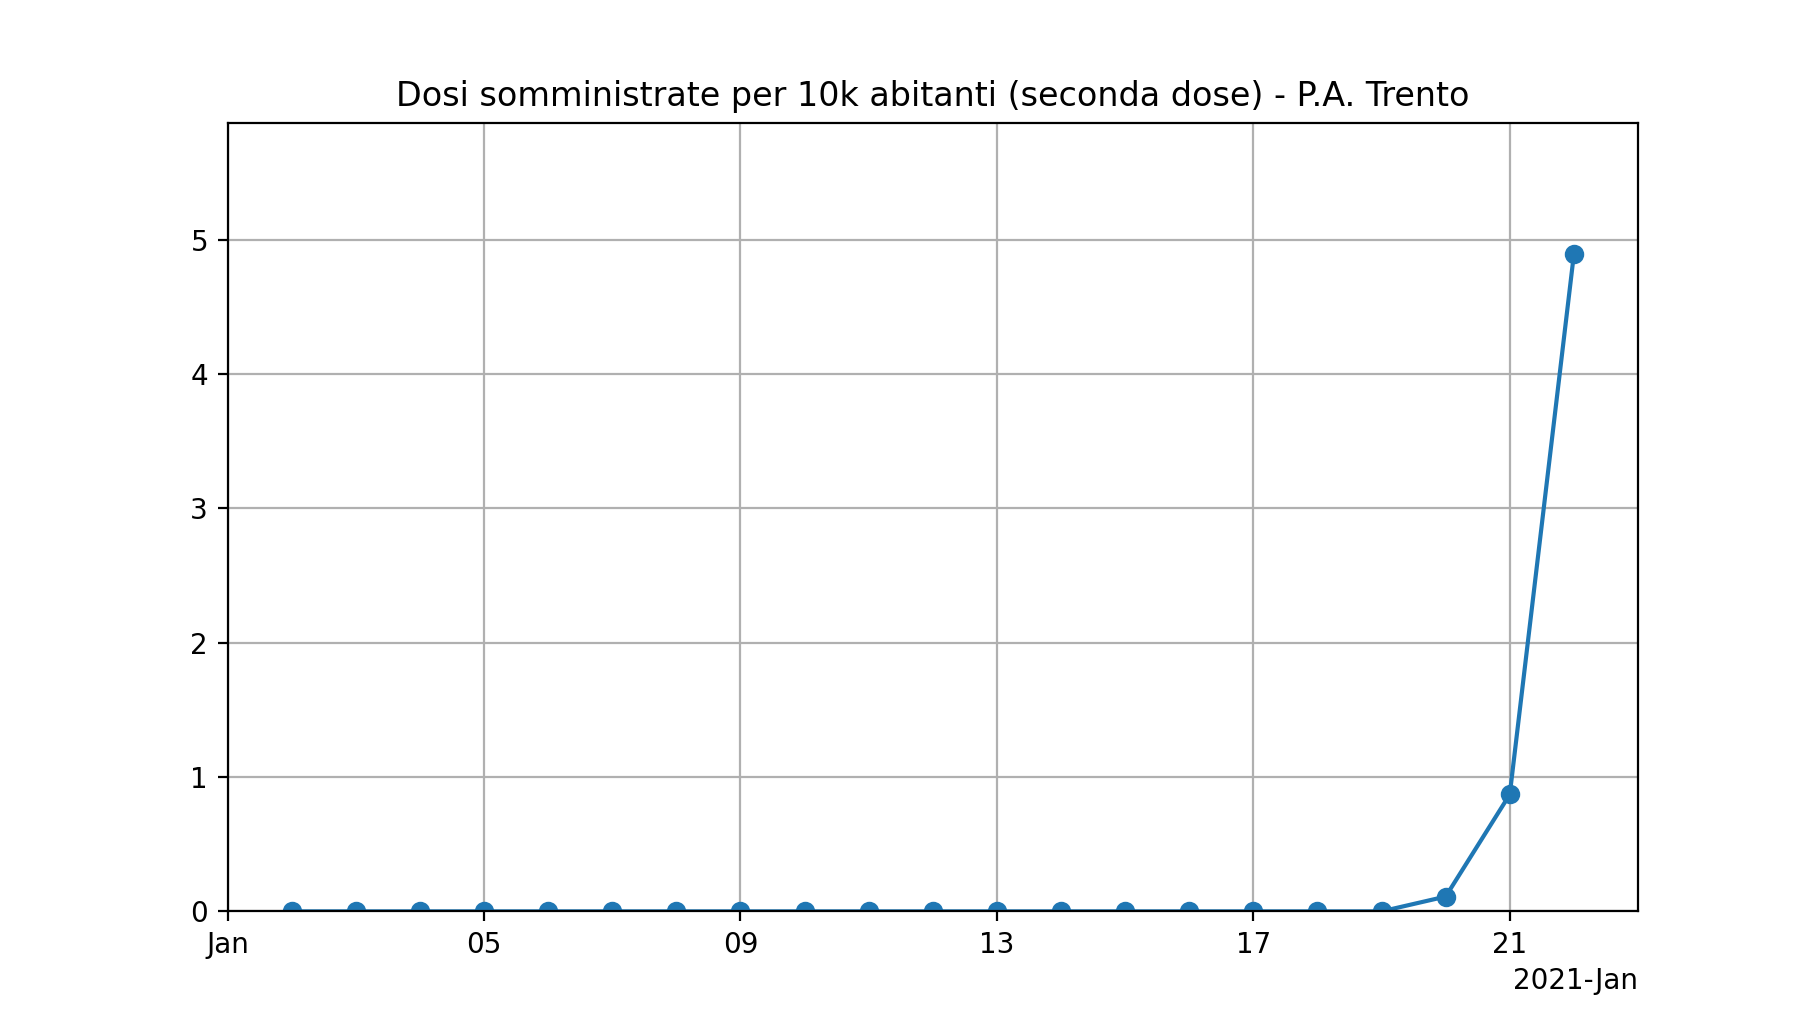 Dosi somministrate per 10k abitanti (seconda dose) - P.A. Trento
5
4
3
2
1
0
Jan 05 09 13 17 21
2021-Jan